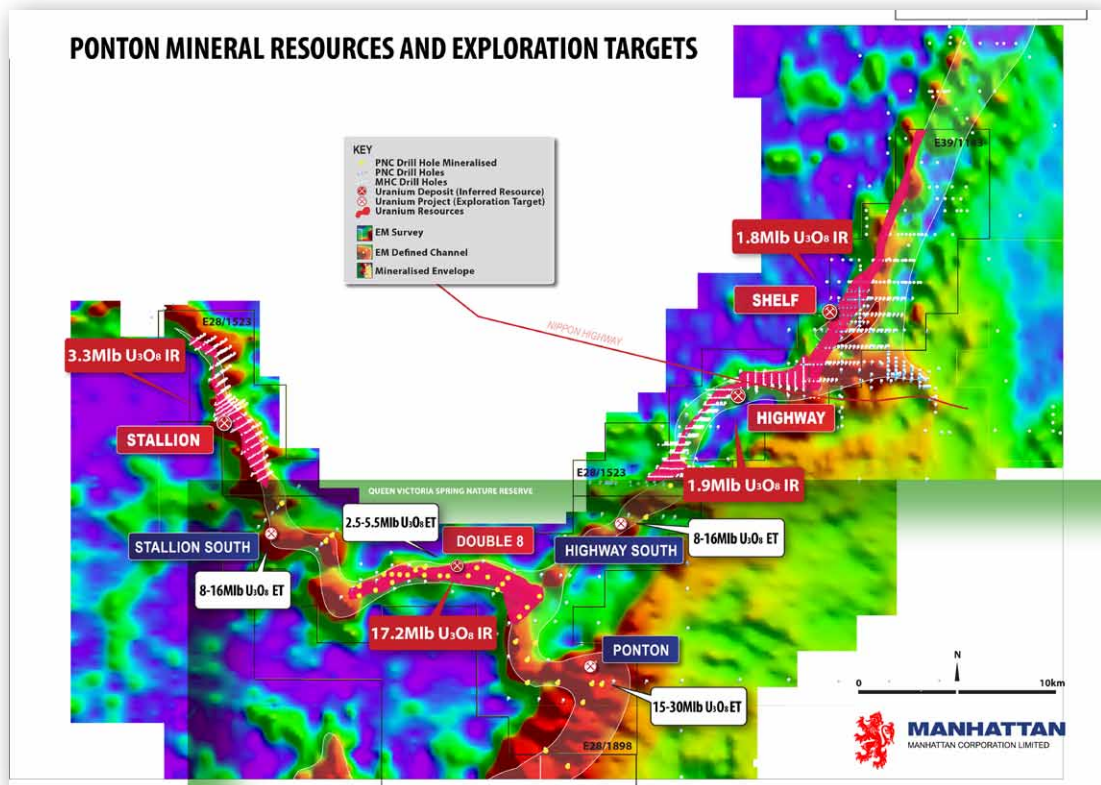 PONTON MINERAL RESOURCES AND EXPLORATION TARGETS
KEY
PNC Drill Hole Mineralised
PNC Drill Holes
MHC Drill Holes
Uranium Deposit (Inferred Resource)
Uranium Project (Exploration Target)
Uranium Resources
EM Survey
EM Defined Channel
Mineralised Envelope
E39/1143
1.8Mlb U₃O₈ IR
SHELF
NIPPON HIGHWAY
E28/1523
3.3Mlb U₃O₈ IR
STALLION
HIGHWAY
E28/1523
1.9Mlb U₃O₈ IR
QUEEN VICTORIA SPRING NATURE RESERVE
2.5-5.5Mlb U₃O₈ ET
DOUBLE 8
STALLION SOUTH
HIGHWAY SOUTH
8-16Mlb U₃O₈ ET
8-16Mlb U₃O₈ ET
17.2Mlb U₃O₈ IR
PONTON
15-30Mlb U₃O₈ ET
E28/1898
N
0 10km
MANHATTAN
MANHATTAN CORPORATION LIMITED